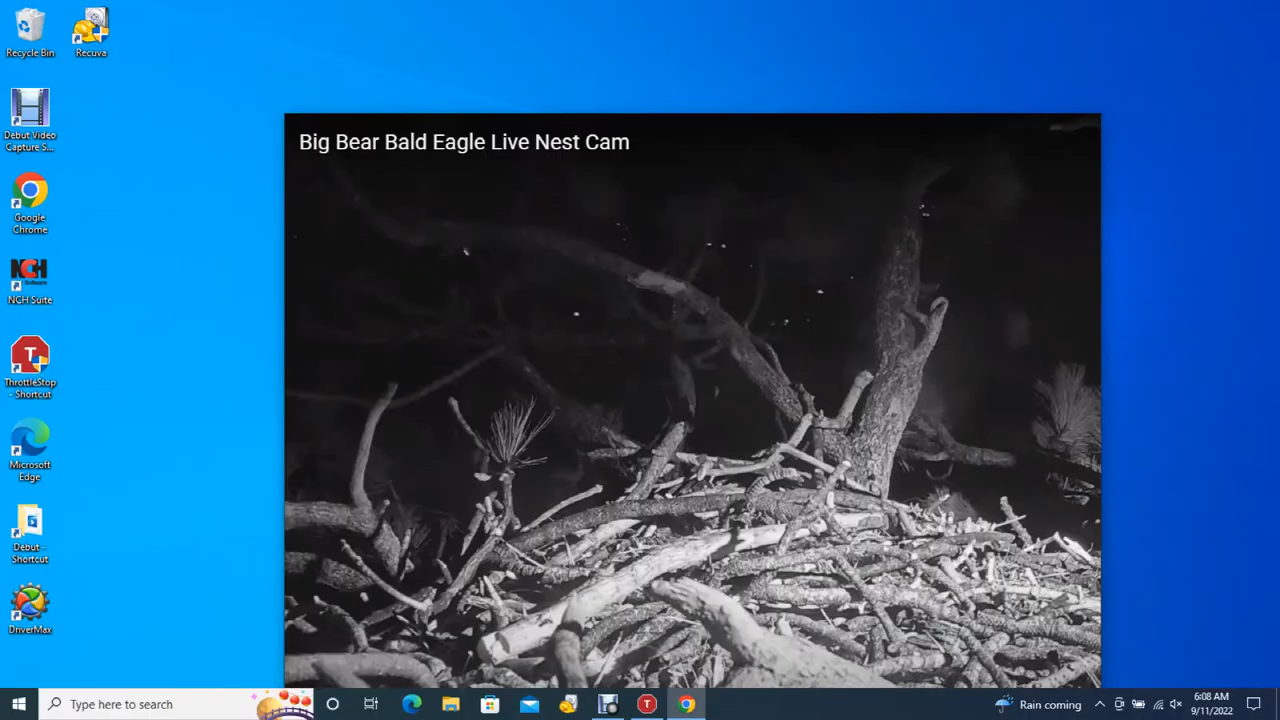 Recycle Bin
Recuva
Debut Video
Capture S...
Google
Chrome
NCH
NCH Suite
T
ThrottleStop
- Shortcut
Microsoft
Edge
Debut -
Shortcut
DriverMax
Big Bear Bald Eagle Live Nest Cam
Type here to search
T
Rain coming
6:08 AM
9/11/2022